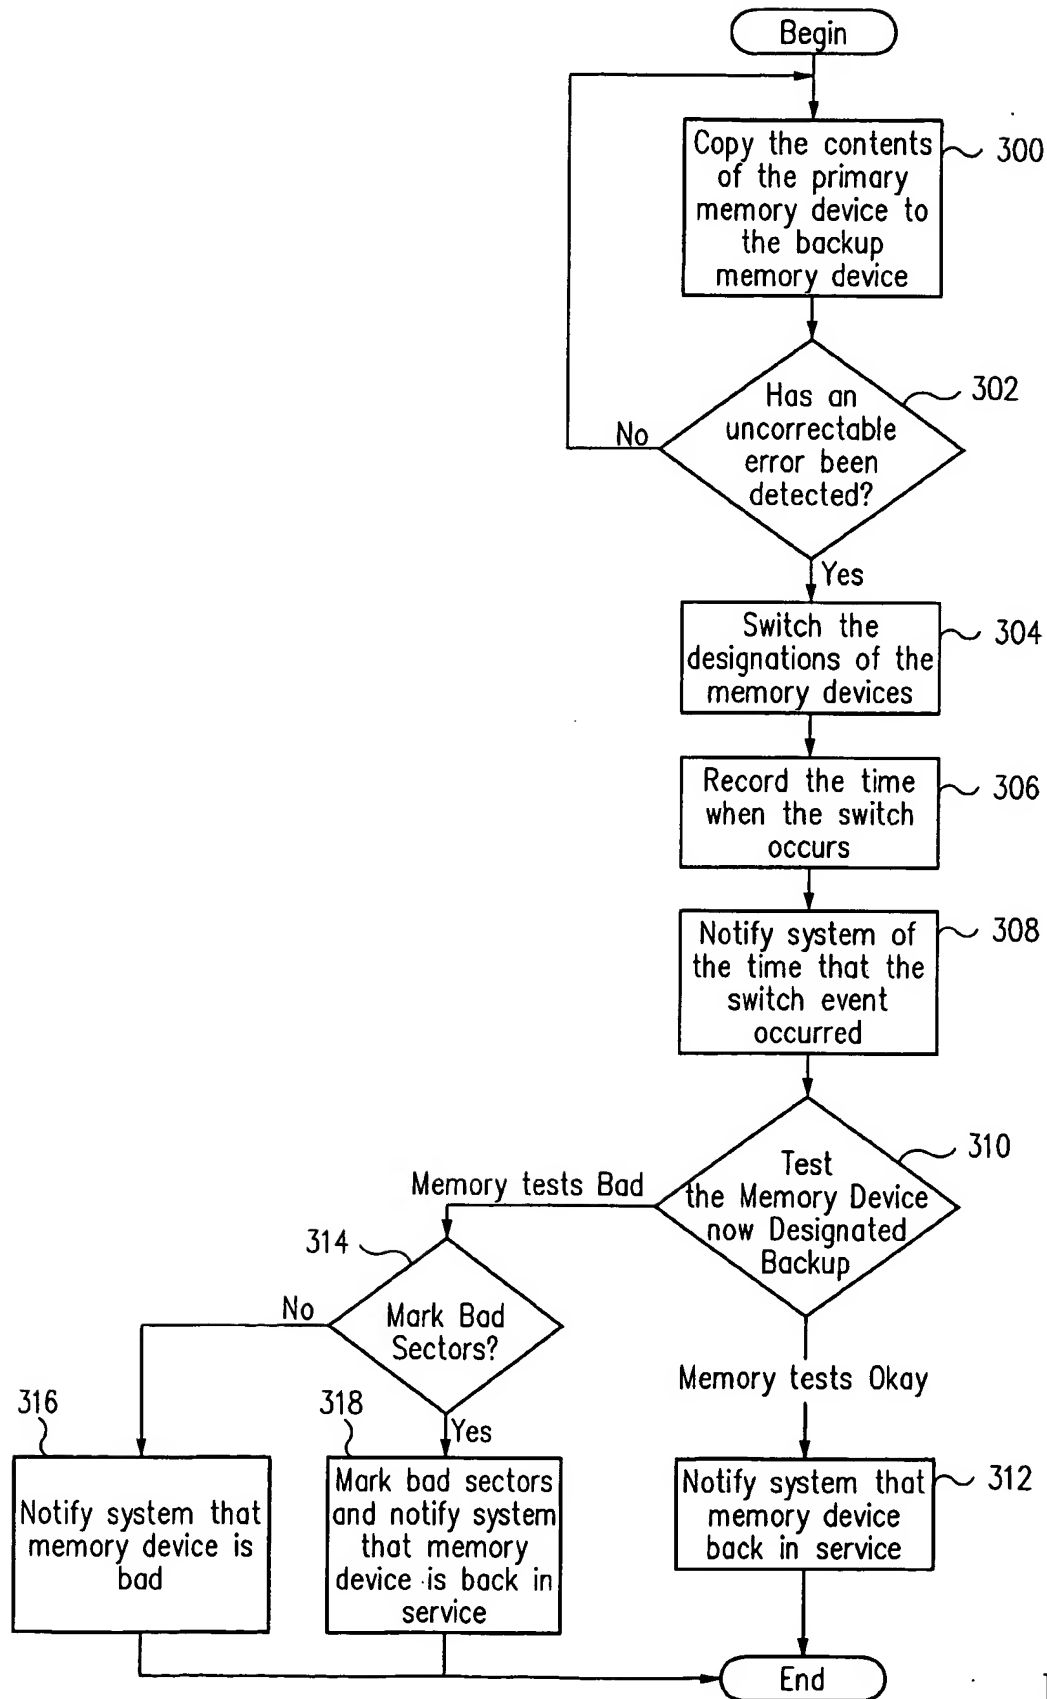 Begin
Copy the contents
of the primary
memory device to
the backup
memory device
300
Has an
uncorrectable
error been
detected?
302
No
Yes
Switch the
designations of the
memory devices
304
Record the time
when the switch
occurs
306
Notify system of
the time that the
switch event
occurred
308
Test
the Memory Device
now Designated
Backup
310
Memory tests Bad
314
Mark Bad
Sectors?
No
Yes
Memory tests Okay
316
Notify system that
memory device is
bad
318
Mark bad sectors
and notify system
that memory
device is back in
service
Notify system that
memory device
back in service
312
End